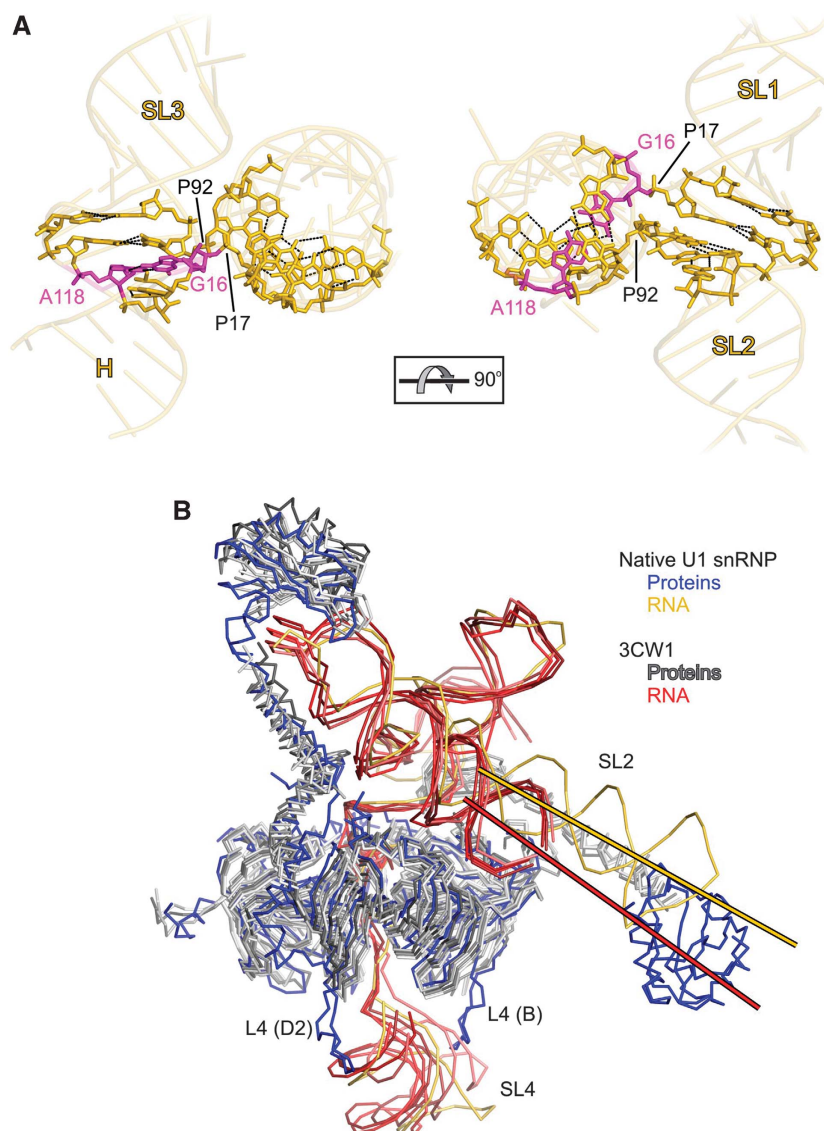 A
SL3
P92
A118
G16
P17
H
SL1
G16
P17
A118
P92
SL2
90°
B
Native U1 snRNP
Proteins
RNA
3CW1
Proteins
RNA
SL2
L4 (D2)
L4 (B)
SL4